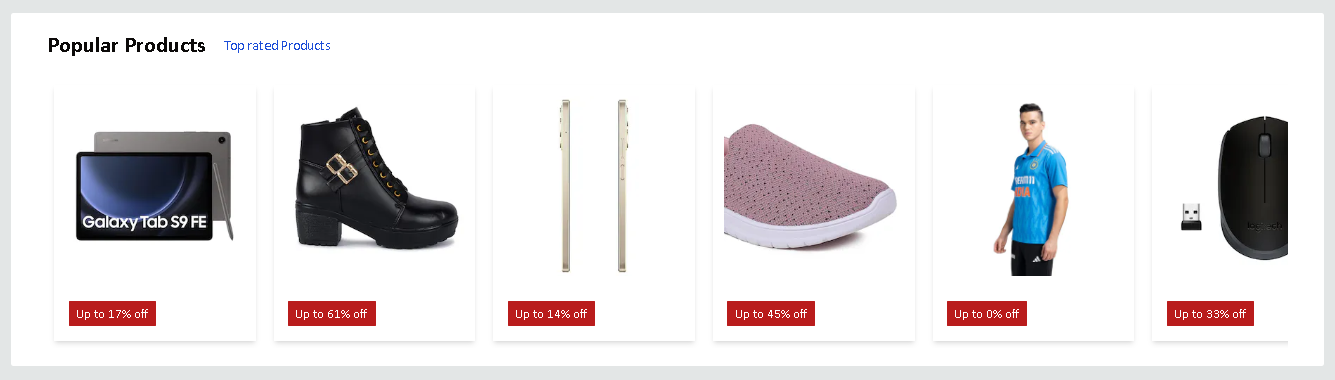 Popular Products
Top rated Products
Galaxy Tab S9 FE
Up to 17% off
Up to 61% off
Up to 14% off
Up to 45% off
Up to 0% off
Up to 33% off